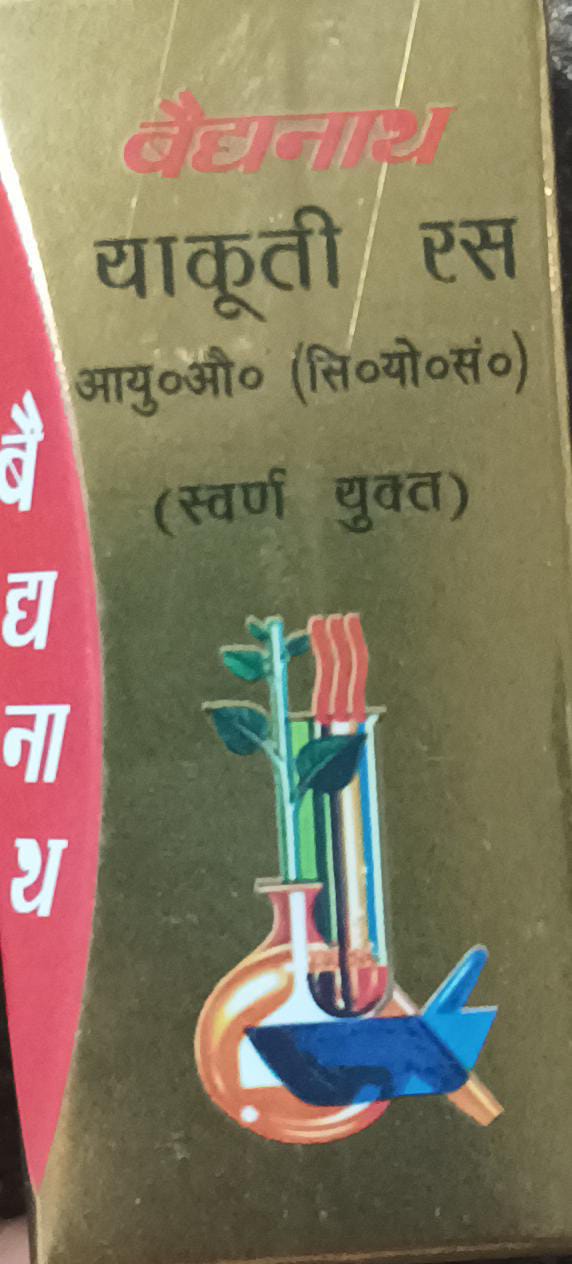 बैद्यनाथ
याकूती रस
आयु०औ० (सि०यो०सं०)
(स्वर्ण युक्त)
बैद्यनाथ